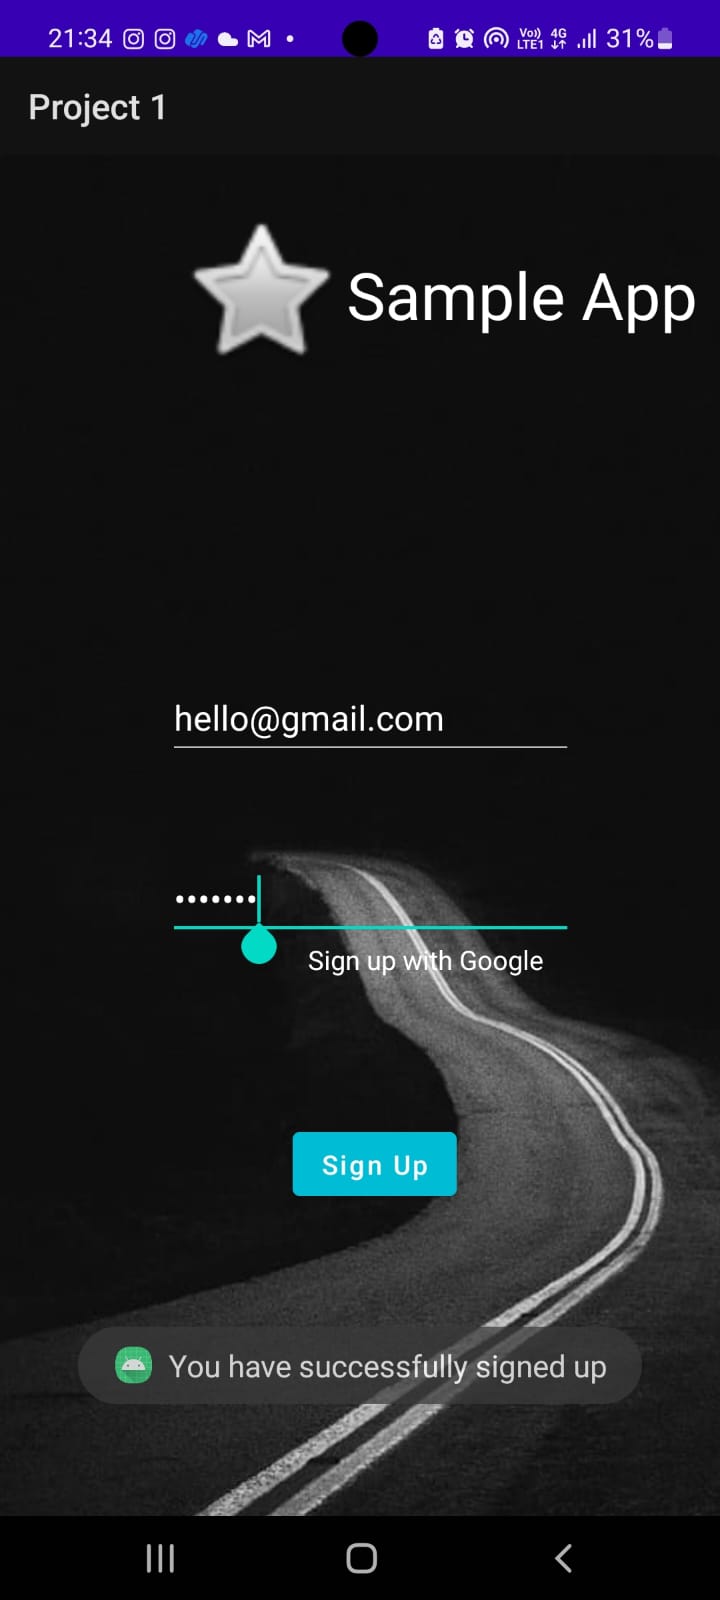 21:34 Vo)) LTE1 4G 31%
Project 1
Sample App
hello@gmail.com
•••••••
Sign up with Google
Sign Up
You have successfully signed up